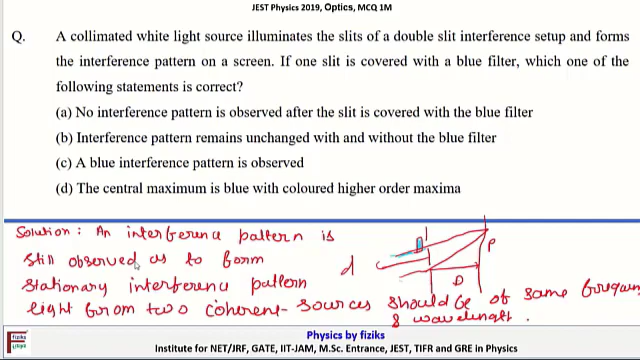 JEST Physics 2019, Optics, MCQ 1M
Q. A collimated white light source illuminates the slits of a double slit interference setup and forms
the interference pattern on a screen. If one slit is covered with a blue filter, which one of the
following statements is correct?
(a) No interference pattern is observed after the slit is covered with the blue filter
(b) Interference pattern remains unchanged with and without the blue filter
(c) A blue interference pattern is observed
(d) The central maximum is blue with coloured higher order maxima
Solution: An interference pattern is
still observed as to form
stationary interference pattern
light from two coherent sources should be of same frequen
& wavelength.
d
D
P
fiziks
Physics by fiziks
Institute for NET/JRF, GATE, IIT-JAM, M.Sc. Entrance, JEST, TIFR and GRE in Physics